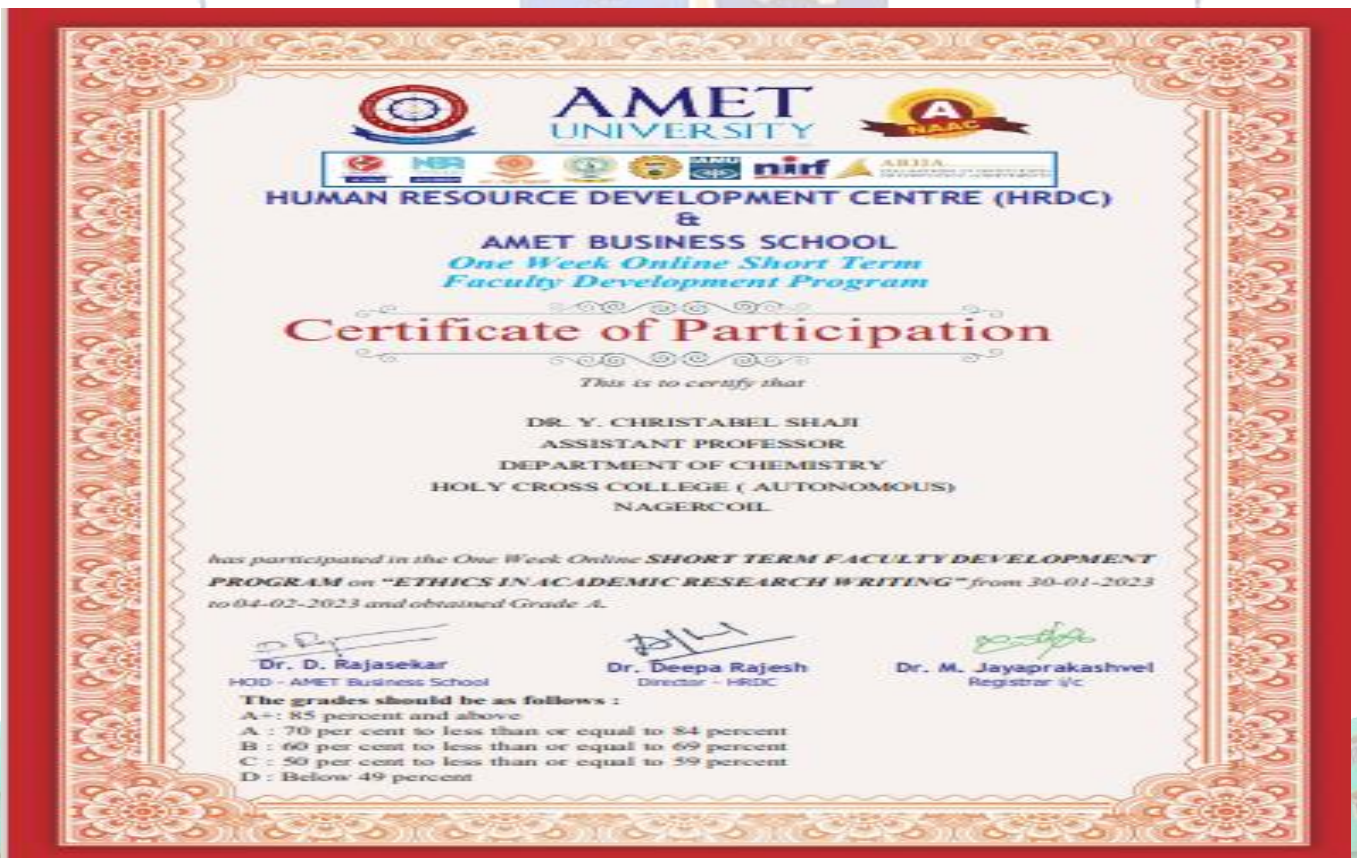 AMET
UNIVERSITY
A
NAAC
nirf
ARIIA
HUMAN RESOURCE DEVELOPMENT CENTRE (HRDC)
&
AMET BUSINESS SCHOOL
One Week Online Short Term
Faculty Development Program
Certificate of Participation
This is to certify that
DR. Y. CHRISTABEL SHAJI
ASSISTANT PROFESSOR
DEPARTMENT OF CHEMISTRY
HOLY CROSS COLLEGE ( AUTONOMOUS)
NAGERCOIL
has participated in the One Week Online SHORT TERM FACULTY DEVELOPMENT
PROGRAM on "ETHICS IN ACADEMIC RESEARCH WRITING" from 30-01-2023
to 04-02-2023 and obtained Grade A.
Dr. D. Rajasekar
HOD - AMET Business School
Dr. Deepa Rajesh
Director - HRDC
Dr. M. Jayaprakashvel
Registrar i/c
The grades should be as follows :
A+: 85 percent and above
A : 70 per cent to less than or equal to 84 percent
B : 60 per cent to less than or equal to 69 percent
C : 50 per cent to less than or equal to 59 percent
D : Below 49 percent